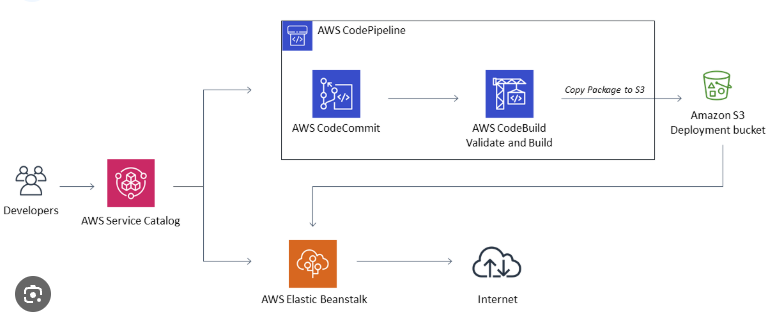 AWS CodePipeline
AWS CodeCommit
AWS CodeBuild
Validate and Build
Copy Package to S3
Amazon S3
Deployment bucket
Developers
AWS Service Catalog
AWS Elastic Beanstalk
Internet